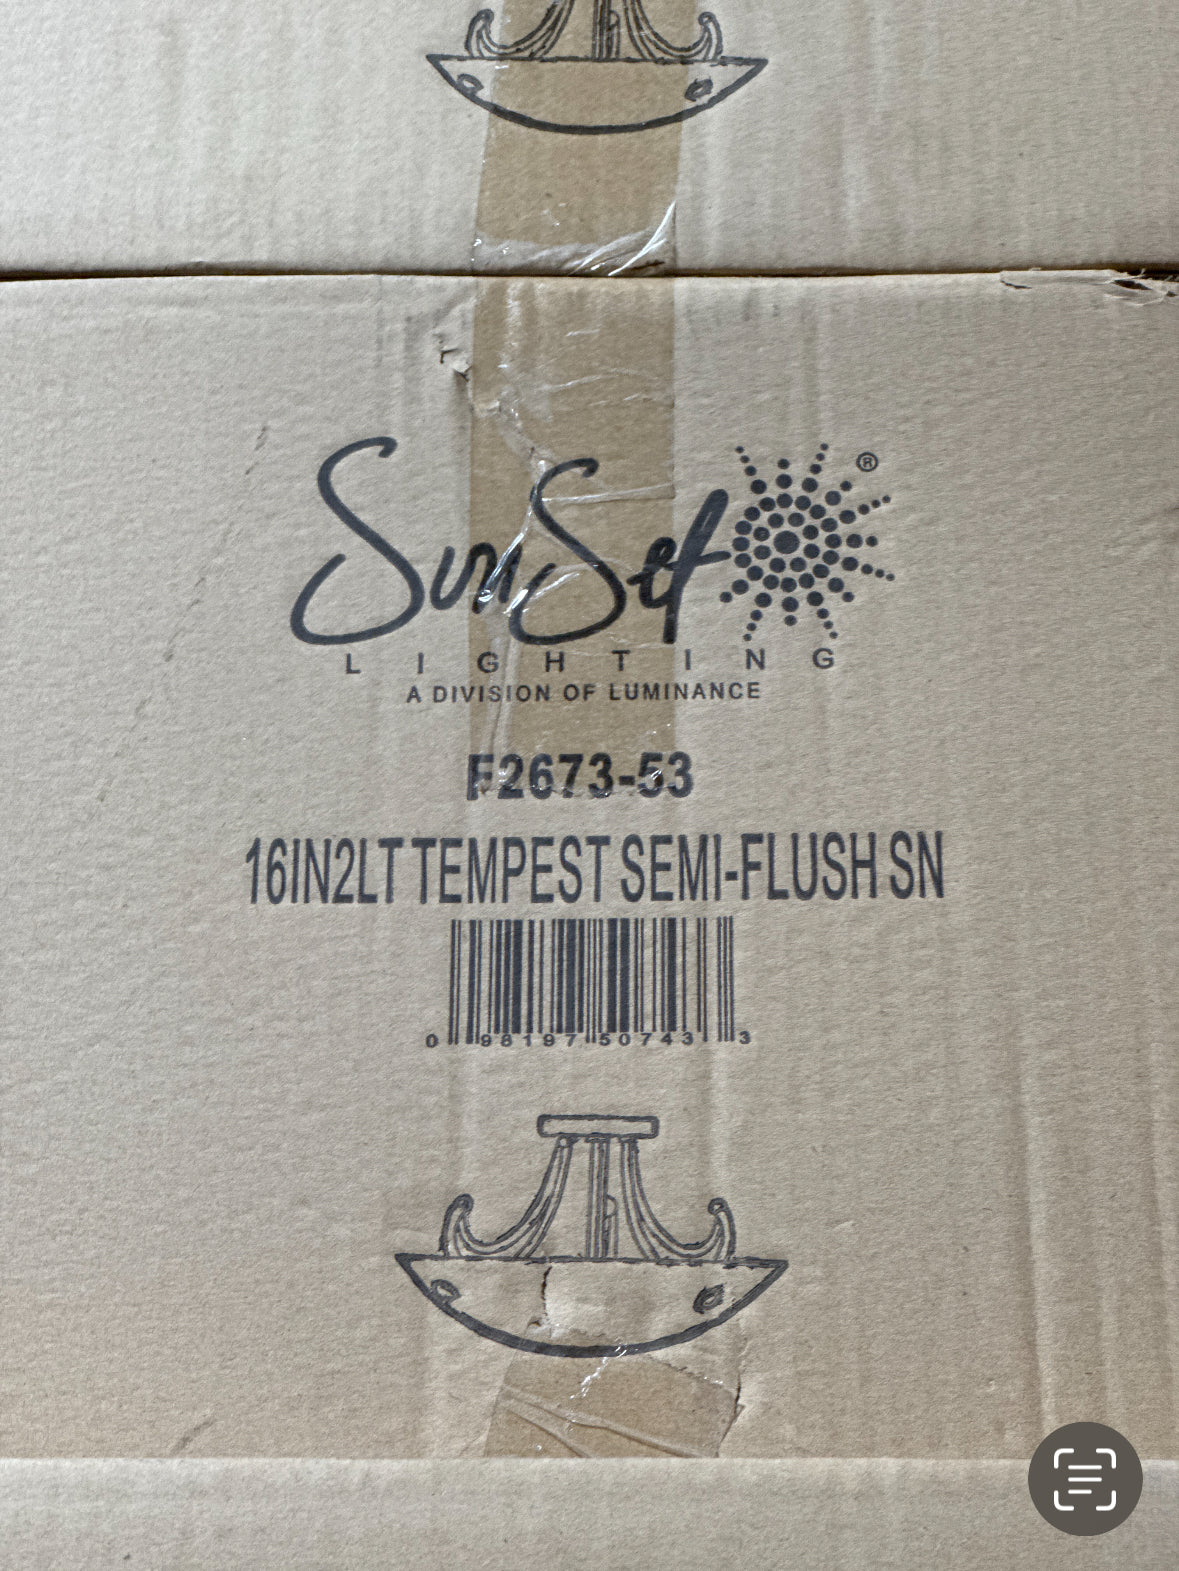 SunSet®
LIGHTING
A DIVISION OF LUMINANCE
F2673-53
16IN2LT TEMPEST SEMI-FLUSH SN
0 98197 50743 3